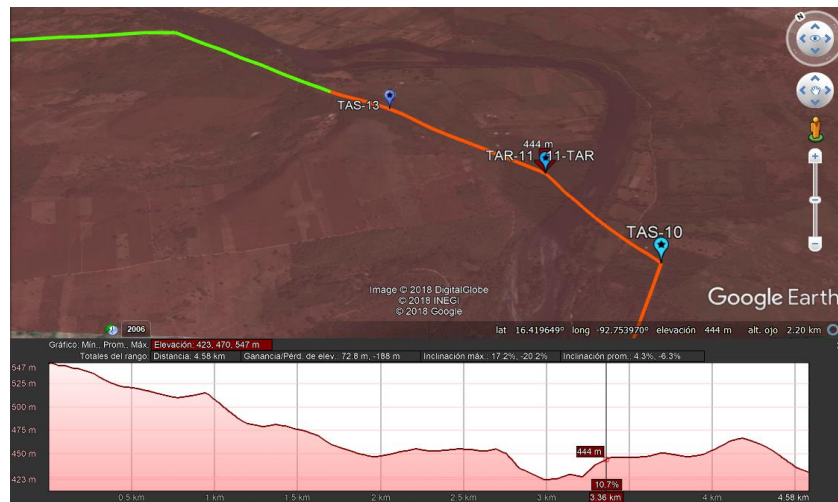 N
TAS-13
444 m
TAR-11 11-TAR
TAS-10
Image © 2018 DigitalGlobe
© 2018 INEGI
© 2018 Google
Google Earth
2006
lat 16.419649° long -92.753970° elevación 444 m alt. ojo 2.20 km
Gráfico: Mín., Prom., Máx. Elevación: 423, 470, 547 m
Totales del rango: Distancia: 4.58 km Ganancia/Pérd. de elev.: 72.8 m, -188 m Inclinación máx.: 17.2%, -20.2% Inclinación prom.: 4.3%, -6.3%
547 m
525 m
500 m
475 m
450 m
423 m
444 m
10.7%
0.5 km 1 km 1.5 km 2 km 2.5 km 3 km 3.36 km 4 km 4.58 km